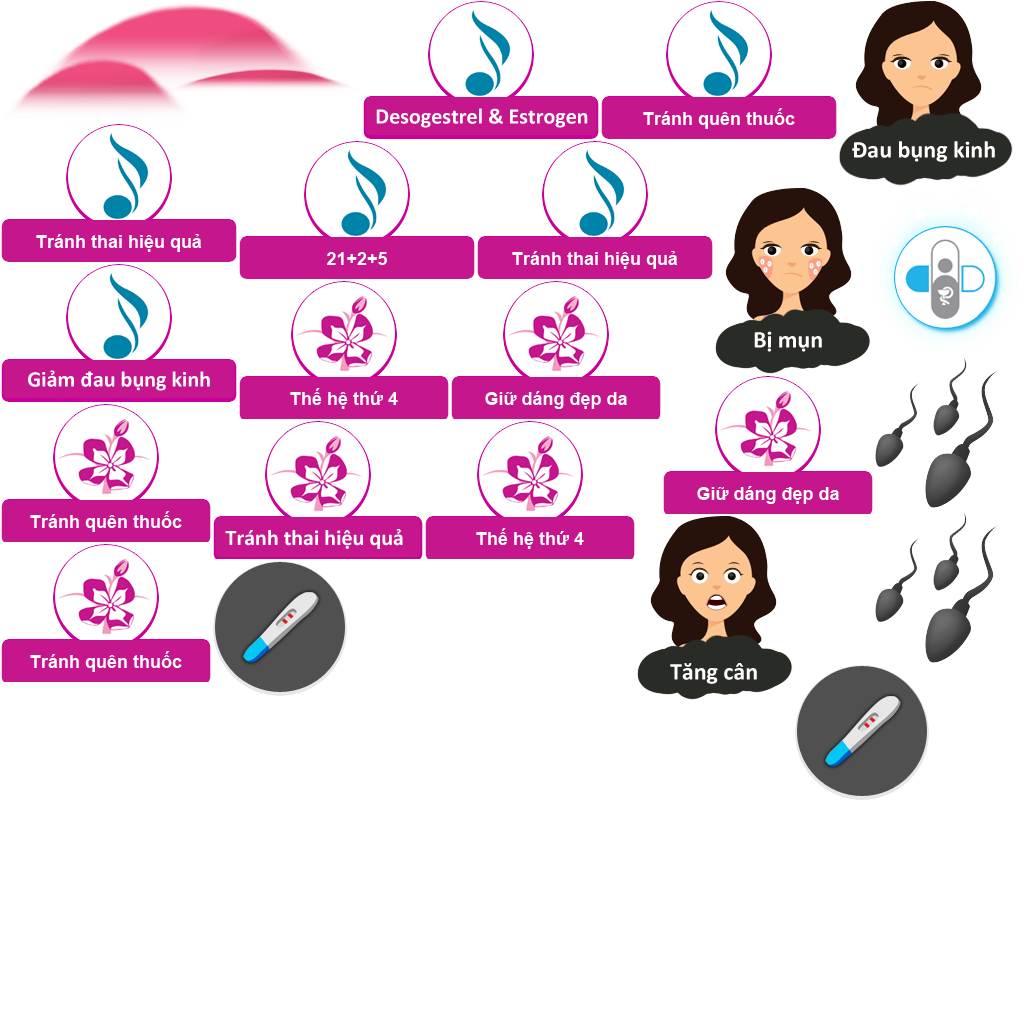 Desogestrel & Estrogen
Tránh quên thuốc
Đau bụng kinh
Tránh thai hiệu quả
21+2+5
Tránh thai hiệu quả
Bị mụn
Giảm đau bụng kinh
Thế hệ thứ 4
Giữ dáng đẹp da
Giữ dáng đẹp da
Tránh quên thuốc
Tránh thai hiệu quả
Thế hệ thứ 4
Tránh quên thuốc
Tăng cân